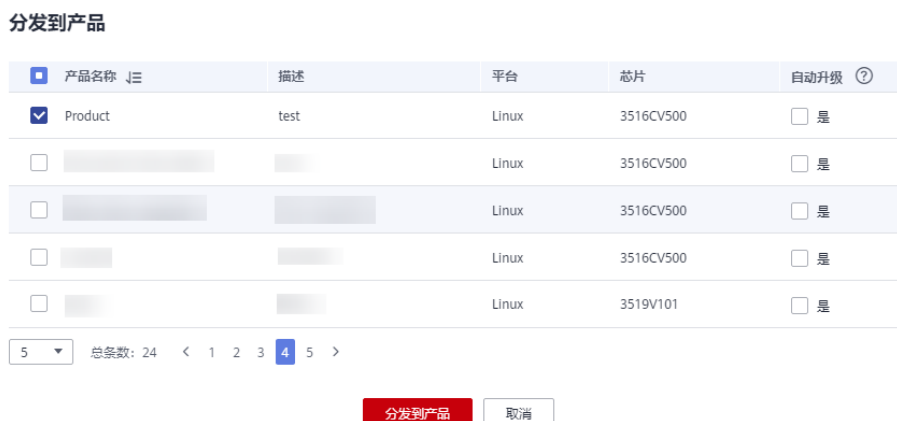 分发到产品
产品名称 描述 平台 芯片 自动升级 ?
Product test Linux 3516CV500 是
Linux 3516CV500 是
Linux 3516CV500 是
Linux 3516CV500 是
Linux 3519V101 是
5 总条数: 24 < 1 2 3 4 5 >
分发到产品 取消